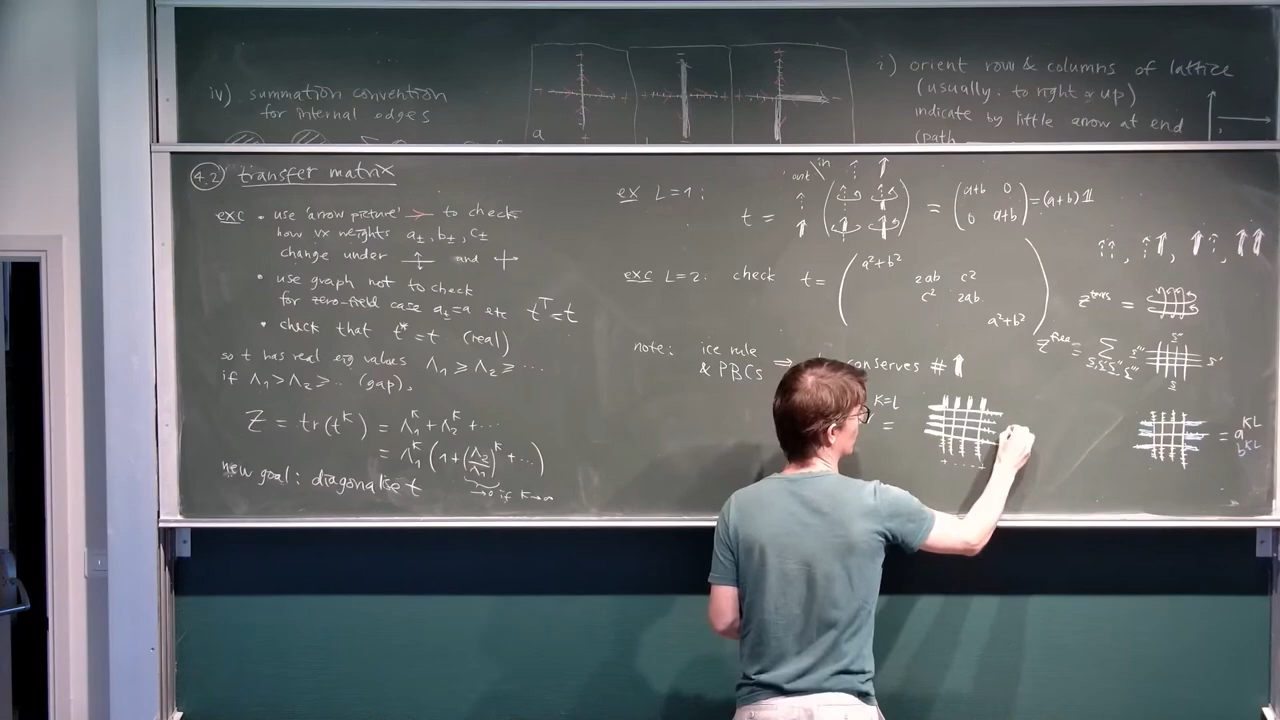 iv) summation convention
for internal edges
a
i) orient row & columns of lattice
(usually. to right & up)
indicate by little arrow at end
(path
4.2 transfer matrix
exc • use 'arrow picture' → to check
how vx weights a±, b±, c±
change under and
• use graph not to check
for zero-field case a±=a etc t^T=t
• check that t*=t (real)
so t has real eig values Λ₁ ≥ Λ₂ ≥ ...
if Λ₁>Λ₂≥.. (gap),
Z = tr(t^K) = Λ₁^K + Λ₂^K + ...
= Λ₁^K (1+(Λ₂/Λ₁)^K + ...)
→0 if K→∞
new goal: diagonalise t
ex L=1:
out \ in
t = ( ) = (a+b 0
0 a+b) = (a+b)𝟙
exc L=2: check t = (a²+b²
2ab c²
c² 2ab
a²+b²)
note: ice rule
& PBCs ⇒ conserves # ↑
K=L
=
↑↑, ↑↑, ↑↑, ↑↑
Z^tors =
Z^free = Σ
= a^KL
b^KL